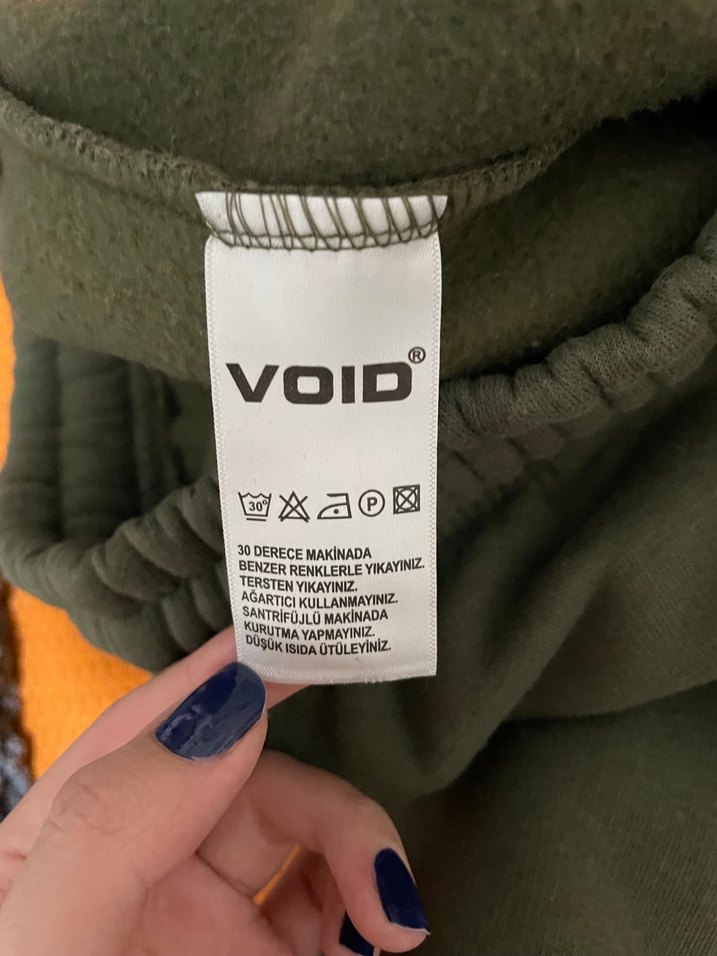 VOID®
30°
P
30 DERECE MAKİNADA
BENZER RENKLERLE YIKAYINIZ.
TERSTEN YIKAYINIZ.
AĞARTICI KULLANMAYINIZ.
SANTRİFÜJLÜ MAKİNADA
KURUTMA YAPMAYINIZ.
DÜŞÜK ISIDA ÜTÜLEYİNİZ.